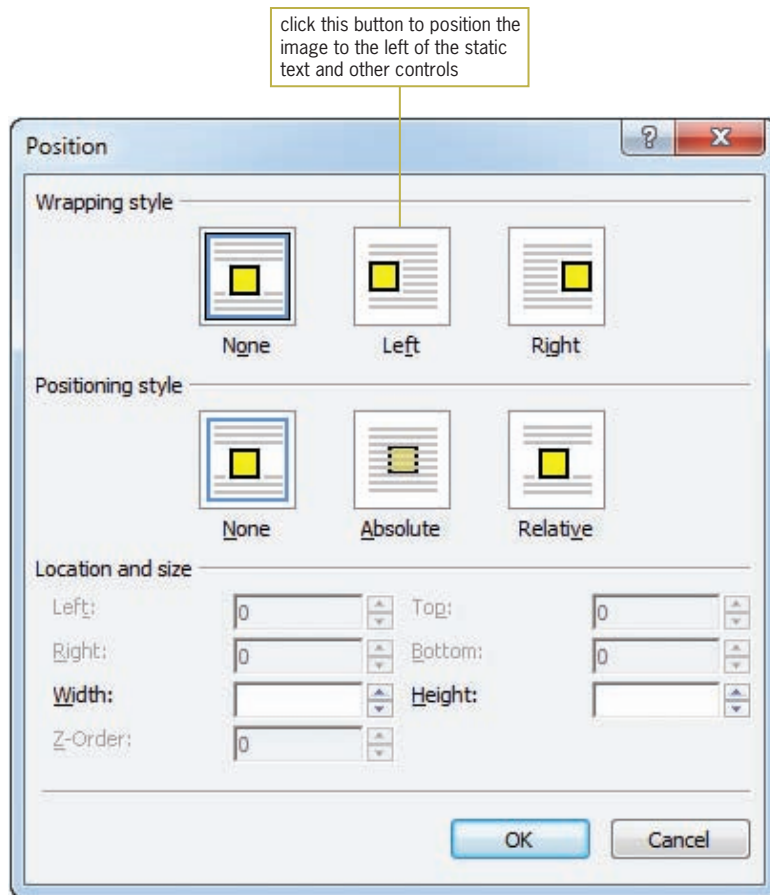 click this button to position the
image to the left of the static
text and other controls
Position
Wrapping style
None
Left
Right
Positioning style
None
Absolute
Relative
Location and size
Left:
0
Top:
0
Right:
0
Bottom:
0
Width:
Height:
Z-Order:
0
OK
Cancel